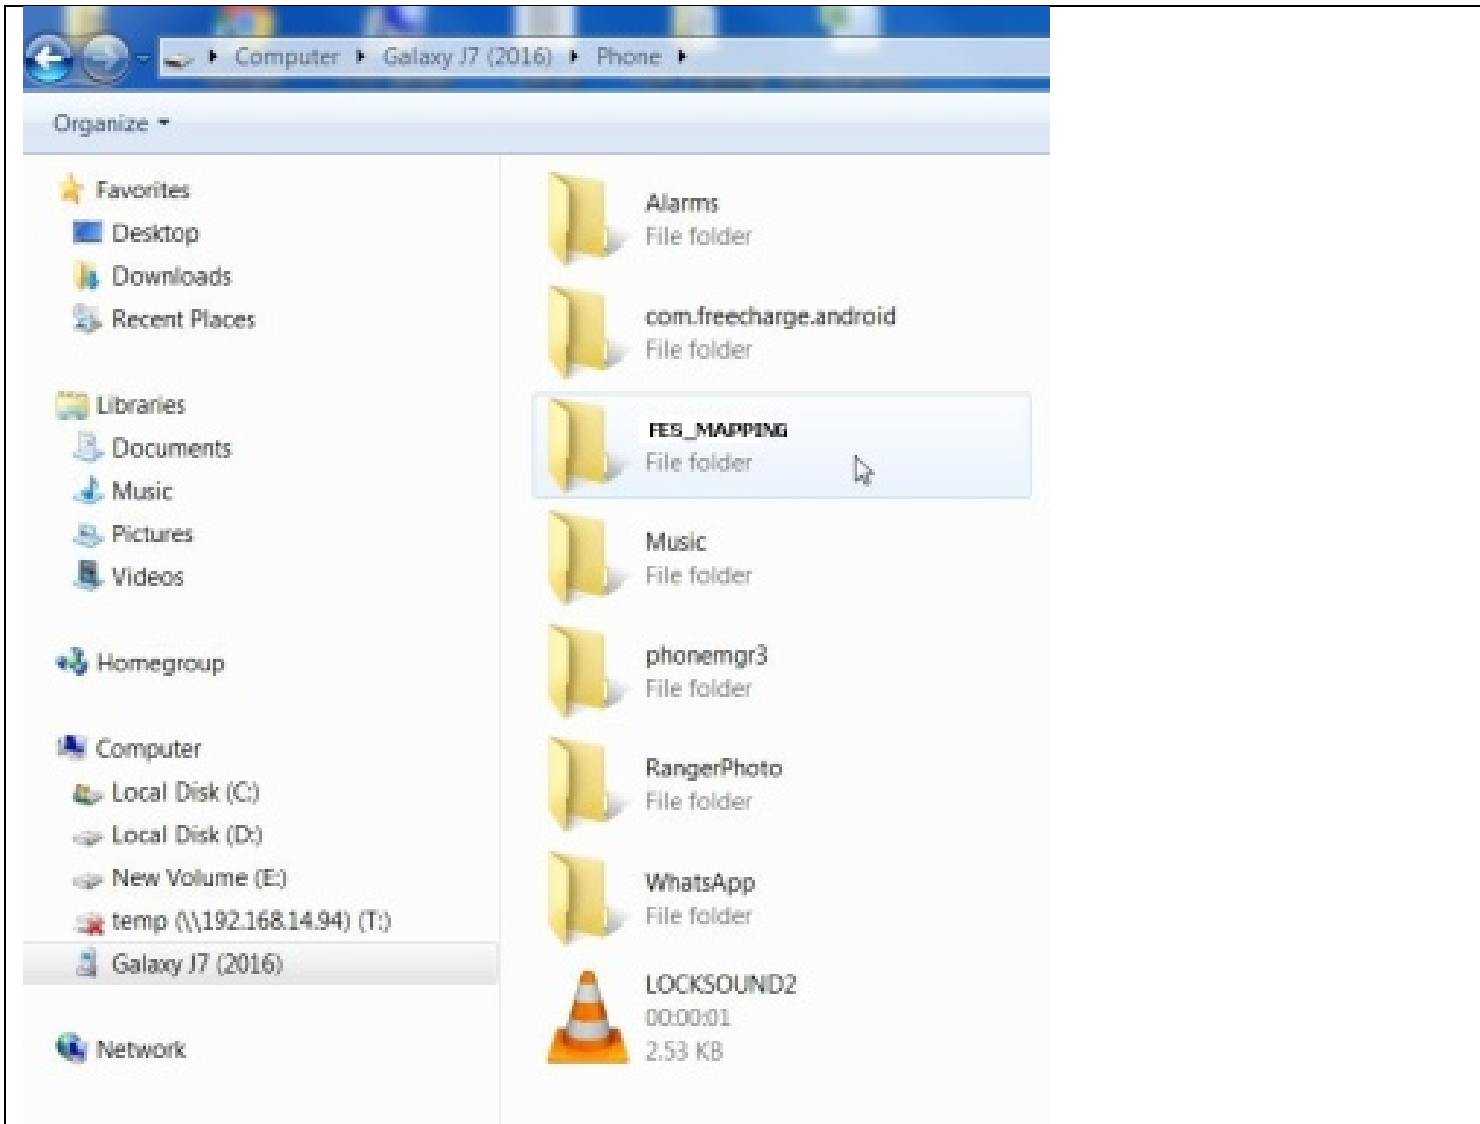 Computer Galaxy J7 (2016) Phone
Organize
Favorites
Desktop
Downloads
Recent Places
Libraries
Documents
Music
Pictures
Videos
Homegroup
Computer
Local Disk (C:)
Local Disk (D:)
New Volume (E:)
temp (\\192.168.14.94) (T:)
Galaxy J7 (2016)
Network
Alarms
File folder
com.freecharge.android
File folder
FES_MAPPING
File folder
Music
File folder
phonemgr3
File folder
RangerPhoto
File folder
WhatsApp
File folder
LOCKSOUND2
00:00:01
2.53 KB